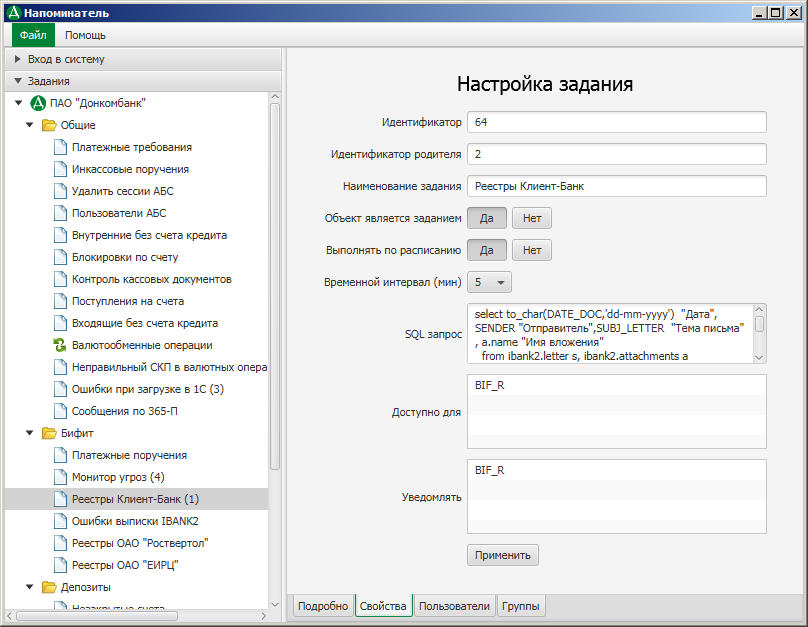 Напоминатель
Файл Помощь
Вход в систему
Задания
ПАО "Донкомбанк"
Общие
Платежные требования
Инкассовые поручения
Удалить сессии АБС
Пользователи АБС
Внутренние без счета кредита
Блокировки по счету
Контроль кассовых документов
Поступления на счета
Входящие без счета кредита
Валютообменные операции
Неправильный СКП в валютных опера
Ошибки при загрузке в 1С (3)
Сообщения по 365-П
Бифит
Платежные поручения
Монитор угроз (4)
Реестры Клиент-Банк (1)
Ошибки выписки IBANK2
Реестры ОАО "Роствертол"
Реестры ОАО "ЕИРЦ"
Депозиты
Незакрытые счета
Настройка задания
Идентификатор 64
Идентификатор родителя 2
Наименование задания Реестры Клиент-Банк
Объект является заданием Да Нет
Выполнять по расписанию Да Нет
Временной интервал (мин) 5
SQL запрос
select to_char(DATE_DOC,'dd-mm-yyyy') "Дата",
SENDER "Отправитель",SUBJ_LETTER "Тема письма"
, a.name "Имя вложения"
from ibank2.letter s, ibank2.attachments a
Доступно для BIF_R
Уведомлять BIF_R
Применить
Подробно Свойства Пользователи Группы